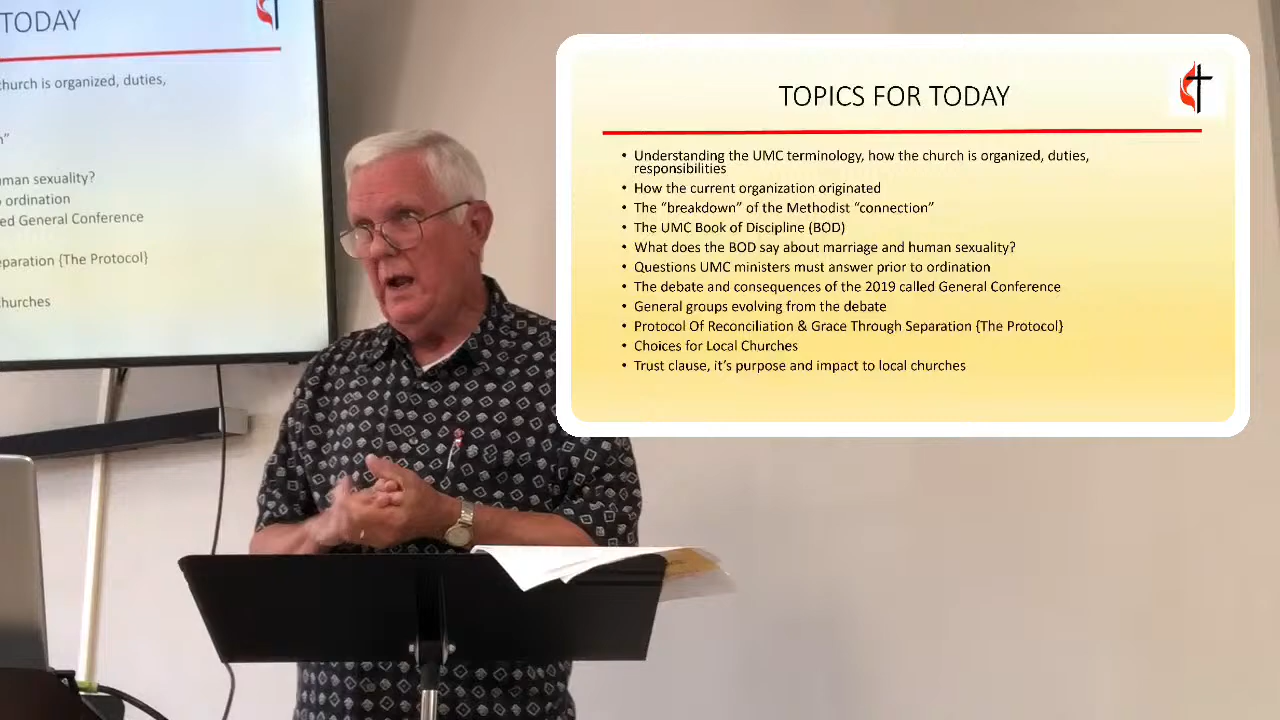 TODAY
church is organized, duties,
n"
man sexuality?
ordination
ed General Conference
eparation {The Protocol}
hurches
TOPICS FOR TODAY
• Understanding the UMC terminology, how the church is organized, duties,
responsibilities
• How the current organization originated
• The “breakdown” of the Methodist “connection”
• The UMC Book of Discipline (BOD)
• What does the BOD say about marriage and human sexuality?
• Questions UMC ministers must answer prior to ordination
• The debate and consequences of the 2019 called General Conference
• General groups evolving from the debate
• Protocol Of Reconciliation & Grace Through Separation {The Protocol}
• Choices for Local Churches
• Trust clause, it’s purpose and impact to local churches